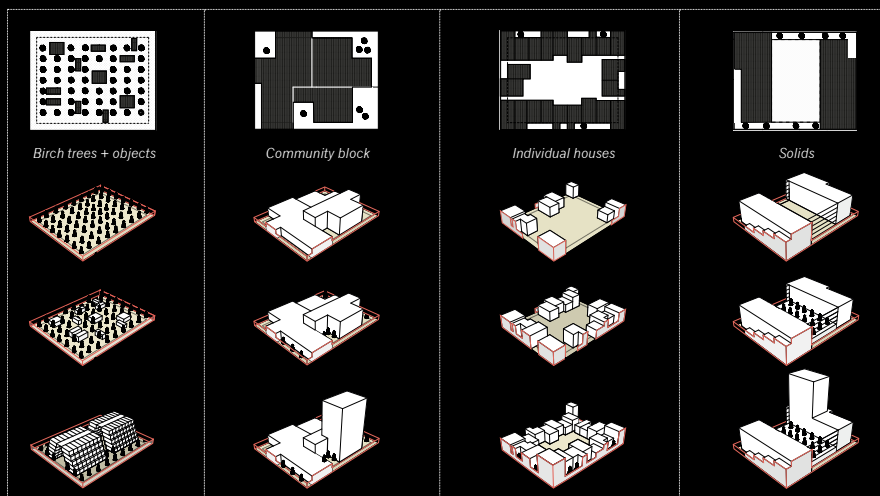 Birch trees + objects
Community block
Individual houses
Solids